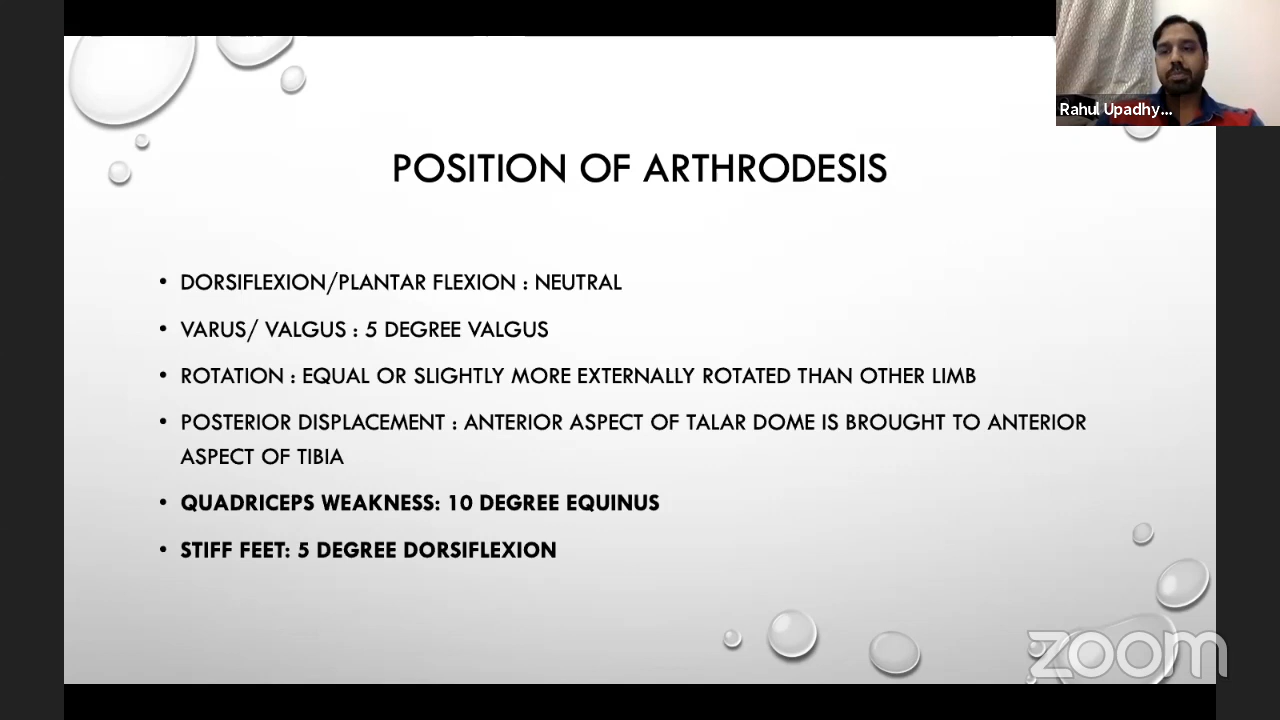 Rahul Upadhy...
POSITION OF ARTHRODESIS
• DORSIFLEXION/PLANTAR FLEXION : NEUTRAL
• VARUS/ VALGUS : 5 DEGREE VALGUS
• ROTATION : EQUAL OR SLIGHTLY MORE EXTERNALLY ROTATED THAN OTHER LIMB
• POSTERIOR DISPLACEMENT : ANTERIOR ASPECT OF TALAR DOME IS BROUGHT TO ANTERIOR
ASPECT OF TIBIA
• QUADRICEPS WEAKNESS: 10 DEGREE EQUINUS
• STIFF FEET: 5 DEGREE DORSIFLEXION
zoom